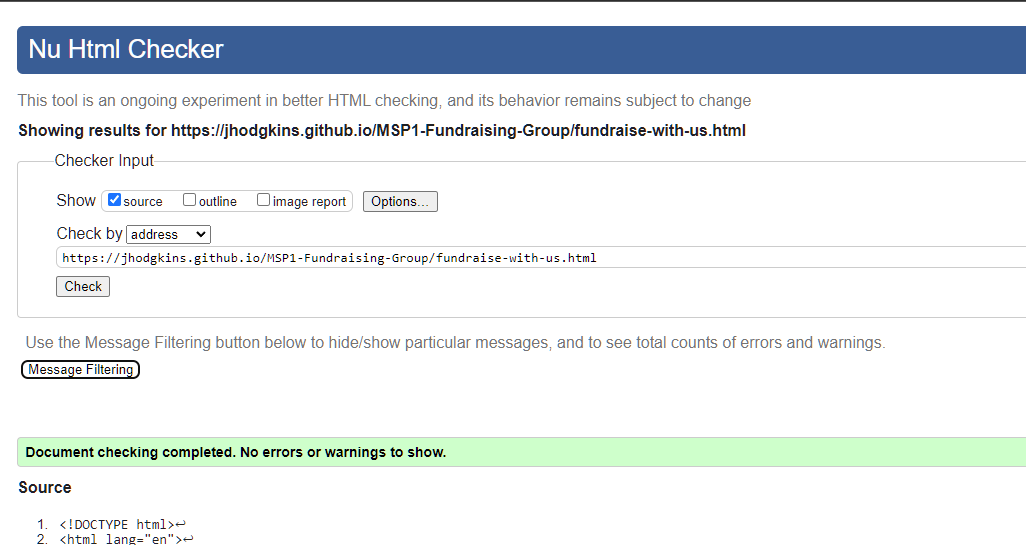 Nu Html Checker
This tool is an ongoing experiment in better HTML checking, and its behavior remains subject to change
Showing results for https://jhodgkins.github.io/MSP1-Fundraising-Group/fundraise-with-us.html
Checker Input
Show source outline image report Options...
Check by address
https://jhodgkins.github.io/MSP1-Fundraising-Group/fundraise-with-us.html
Check
Use the Message Filtering button below to hide/show particular messages, and to see total counts of errors and warnings.
Message Filtering
Document checking completed. No errors or warnings to show.
Source
1. <!DOCTYPE html>↩
2. <html lang="en">↩